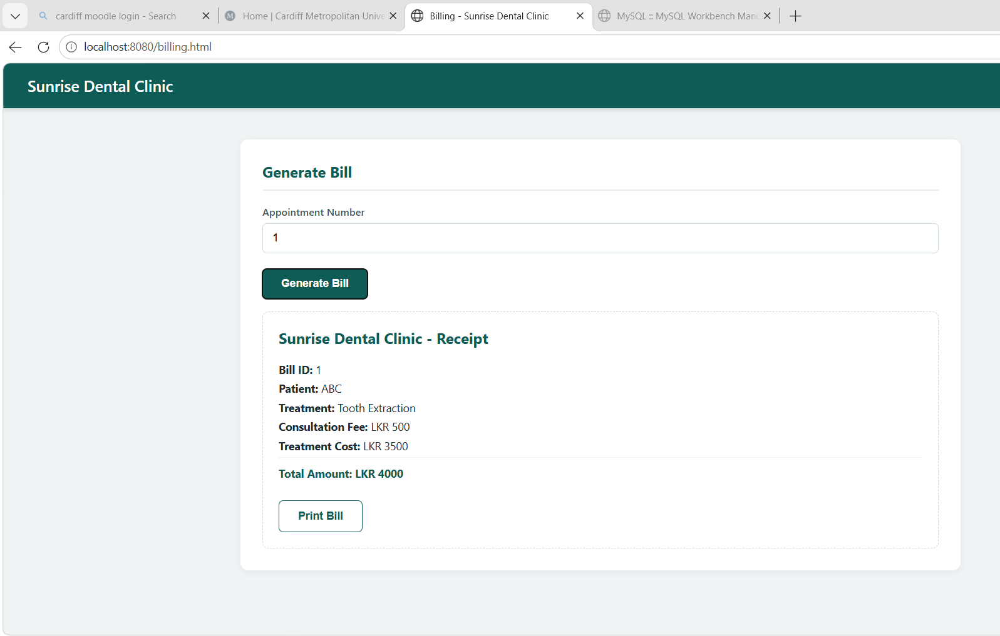 cardiff moodle login - Search
Home | Cardiff Metropolitan Unive
Billing - Sunrise Dental Clinic
MySQL :: MySQL Workbench Manu
localhost:8080/billing.html
Sunrise Dental Clinic
Generate Bill
Appointment Number
1
Generate Bill
Sunrise Dental Clinic - Receipt
Bill ID: 1
Patient: ABC
Treatment: Tooth Extraction
Consultation Fee: LKR 500
Treatment Cost: LKR 3500
Total Amount: LKR 4000
Print Bill